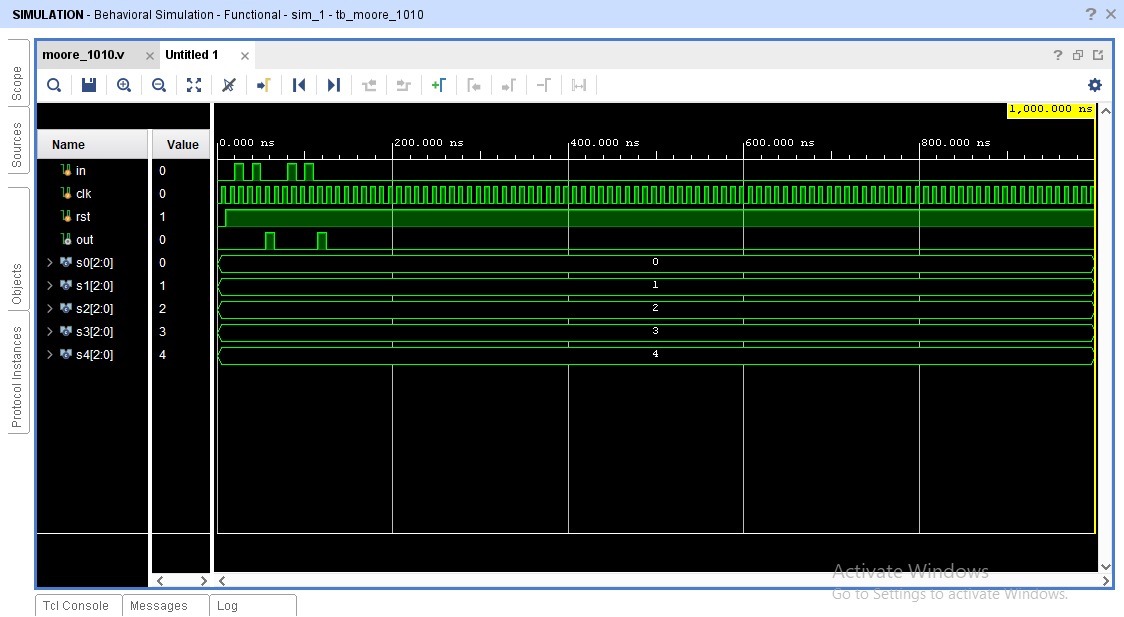 SIMULATION - Behavioral Simulation - Functional - sim_1 - tb_moore_1010
moore_1010.v
Untitled 1
Scope
Sources
Objects
Protocol Instances
1,000.000 ns
Name
Value
0.000 ns
200.000 ns
400.000 ns
600.000 ns
800.000 ns
in 0
clk 0
rst 1
out 0
s0[2:0] 0 0
s1[2:0] 1 1
s2[2:0] 2 2
s3[2:0] 3 3
s4[2:0] 4 4
Activate Windows
Go to Settings to activate Windows.
Tcl Console
Messages
Log